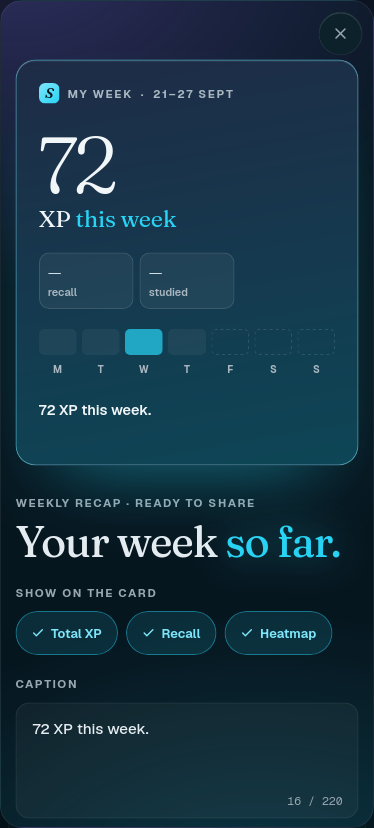 S MY WEEK · 21–27 SEPT
72
XP this week
— —
recall studied
M T W T F S S
72 XP this week.
WEEKLY RECAP · READY TO SHARE
Your week so far.
SHOW ON THE CARD
Total XP Recall Heatmap
CAPTION
72 XP this week.
16 / 220